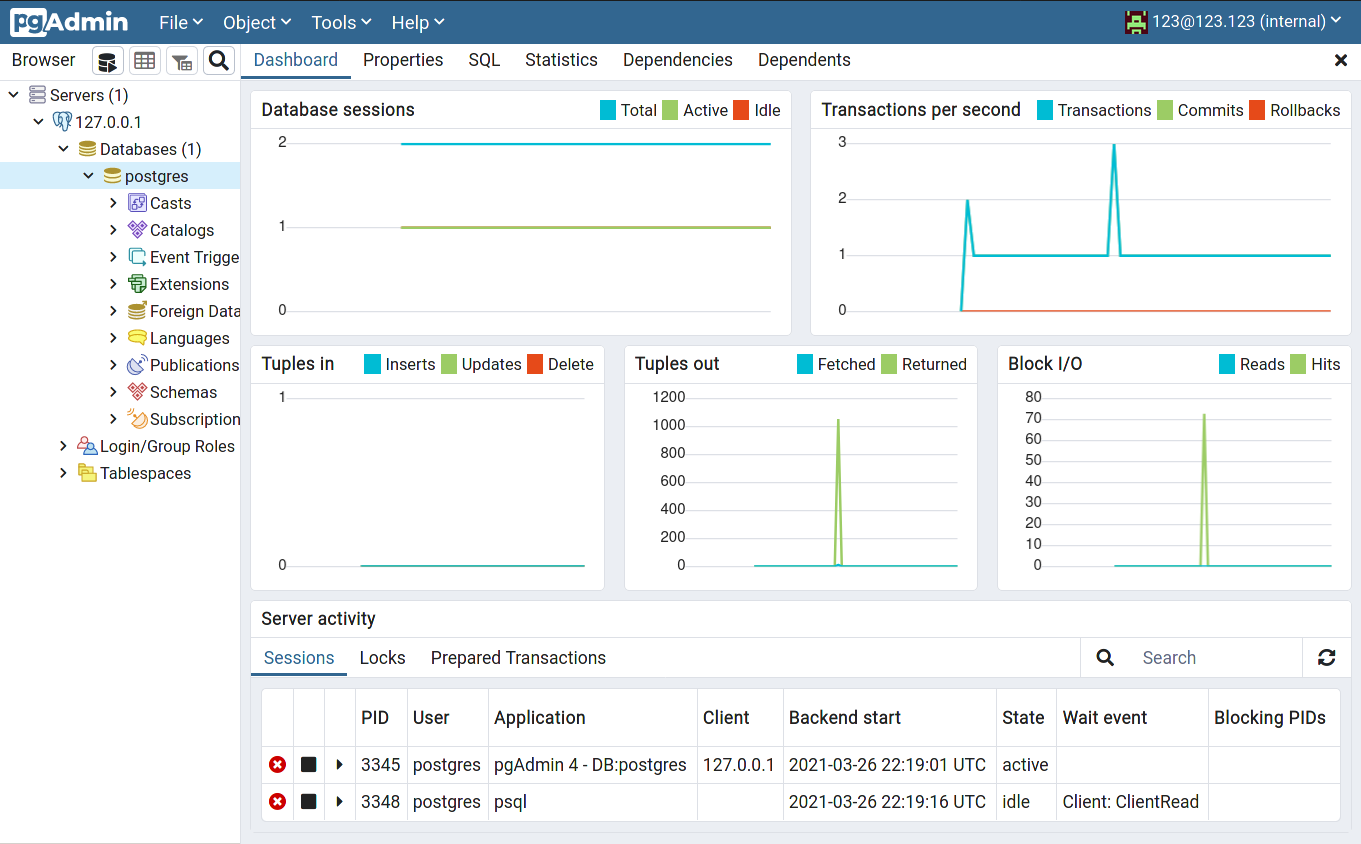 pgAdmin File Object Tools Help 123@123.123 (internal)
Browser Dashboard Properties SQL Statistics Dependencies Dependents
Servers (1)
127.0.0.1
Databases (1)
postgres
Casts
Catalogs
Event Trigge
Extensions
Foreign Data
Languages
Publications
Schemas
Subscription
Login/Group Roles
Tablespaces
Database sessions Total Active Idle
2
1
0
Transactions per second Transactions Commits Rollbacks
3
2
1
0
Tuples in Inserts Updates Delete
1
0
Tuples out Fetched Returned
1200
1000
800
600
400
200
0
Block I/O Reads Hits
80
70
60
50
40
30
20
10
0
Server activity
Sessions Locks Prepared Transactions Search
PID User Application Client Backend start State Wait event Blocking PIDs
3345 postgres pgAdmin 4 - DB:postgres 127.0.0.1 2021-03-26 22:19:01 UTC active
3348 postgres psql 2021-03-26 22:19:16 UTC idle Client: ClientRead